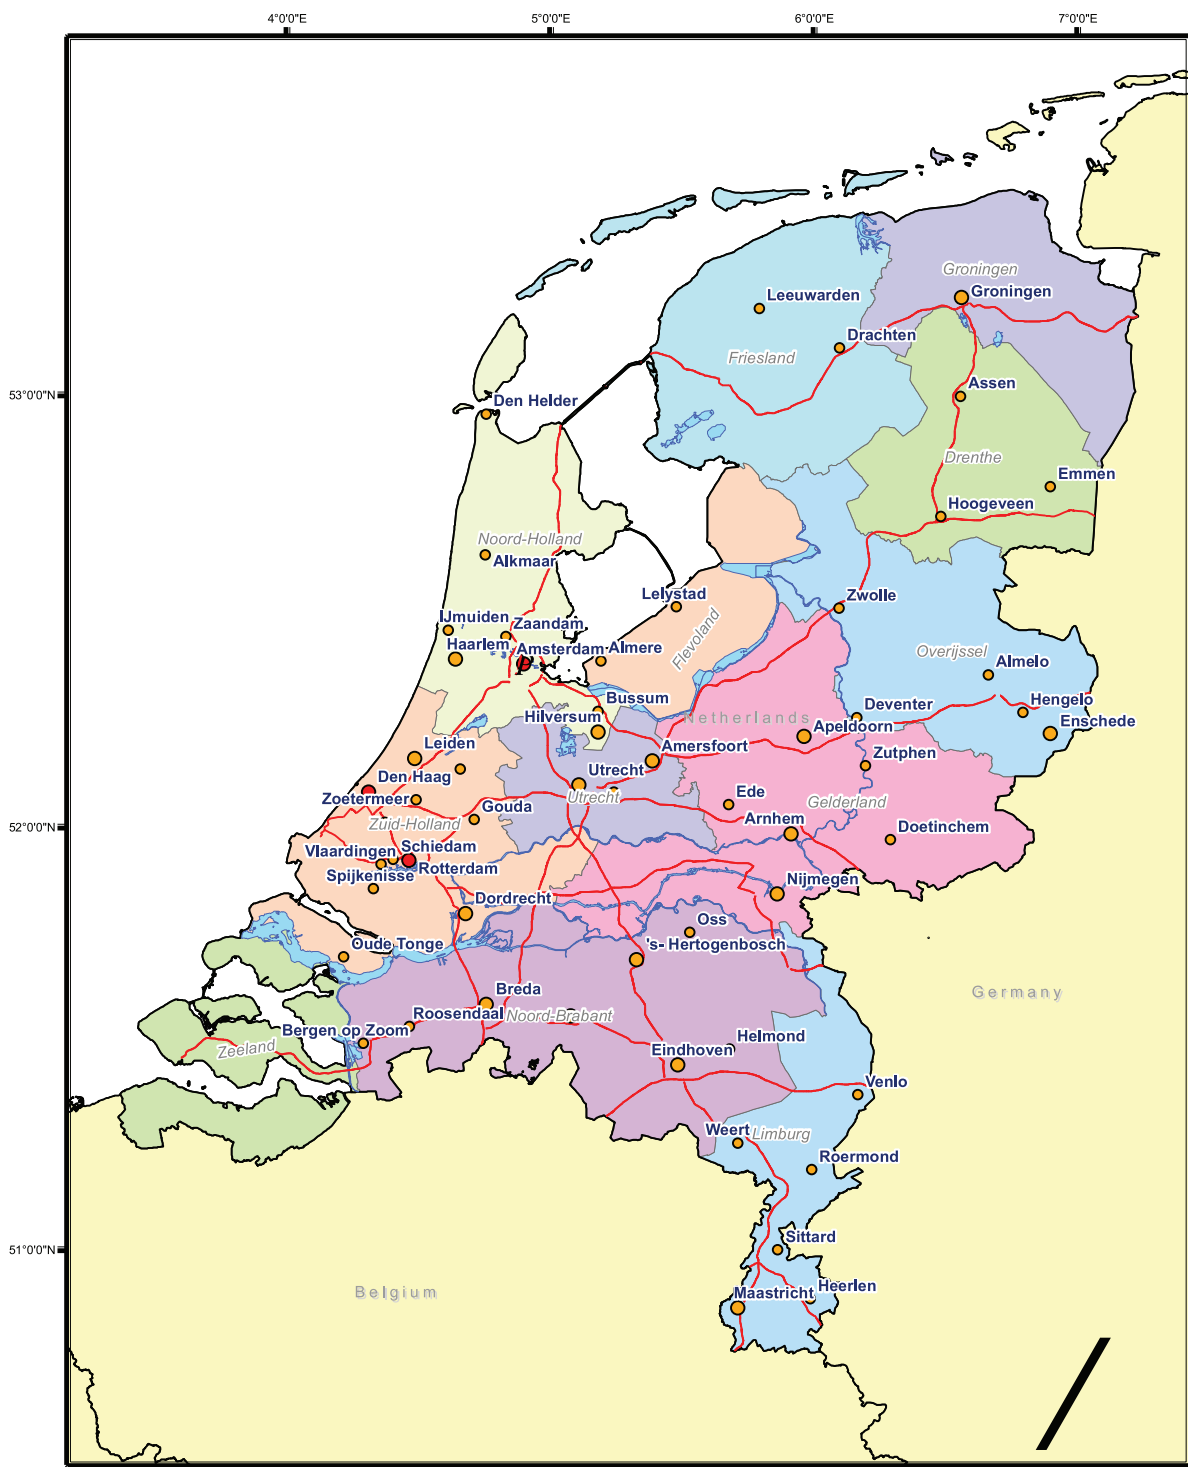 4°0'0"E 5°0'0"E 6°0'0"E 7°0'0"E
Groningen
Leeuwarden
Groningen
Drachten
Friesland
Assen
53°0'0"N
Den Helder
Drenthe
Emmen
Hoogeveen
Noord-Holland
Alkmaar
Lelystad
Zwolle
IJmuiden
Zaandam
Flevoland
Haarlem
Amsterdam
Almere
Overijssel
Almelo
Bussum
Hilversum
Netherlands
Deventer
Hengelo
Apeldoorn
Enschede
Leiden
Amersfoort
Zutphen
Den Haag
Utrecht
Zoetermeer
Utrecht
Ede
Gelderland
Gouda
52°0'0"N
Zuid-Holland
Arnhem
Doetinchem
Schiedam
Vlaardingen
Rotterdam
Spijkenisse
Nijmegen
Dordrecht
Oss
Oude Tonge
's- Hertogenbosch
Breda
Germany
Roosendaal
Noord-Brabant
Bergen op Zoom
Helmond
Zeeland
Eindhoven
Venlo
Weert
Limburg
Roermond
51°0'0"N
Sittard
Belgium
Heerlen
Maastricht